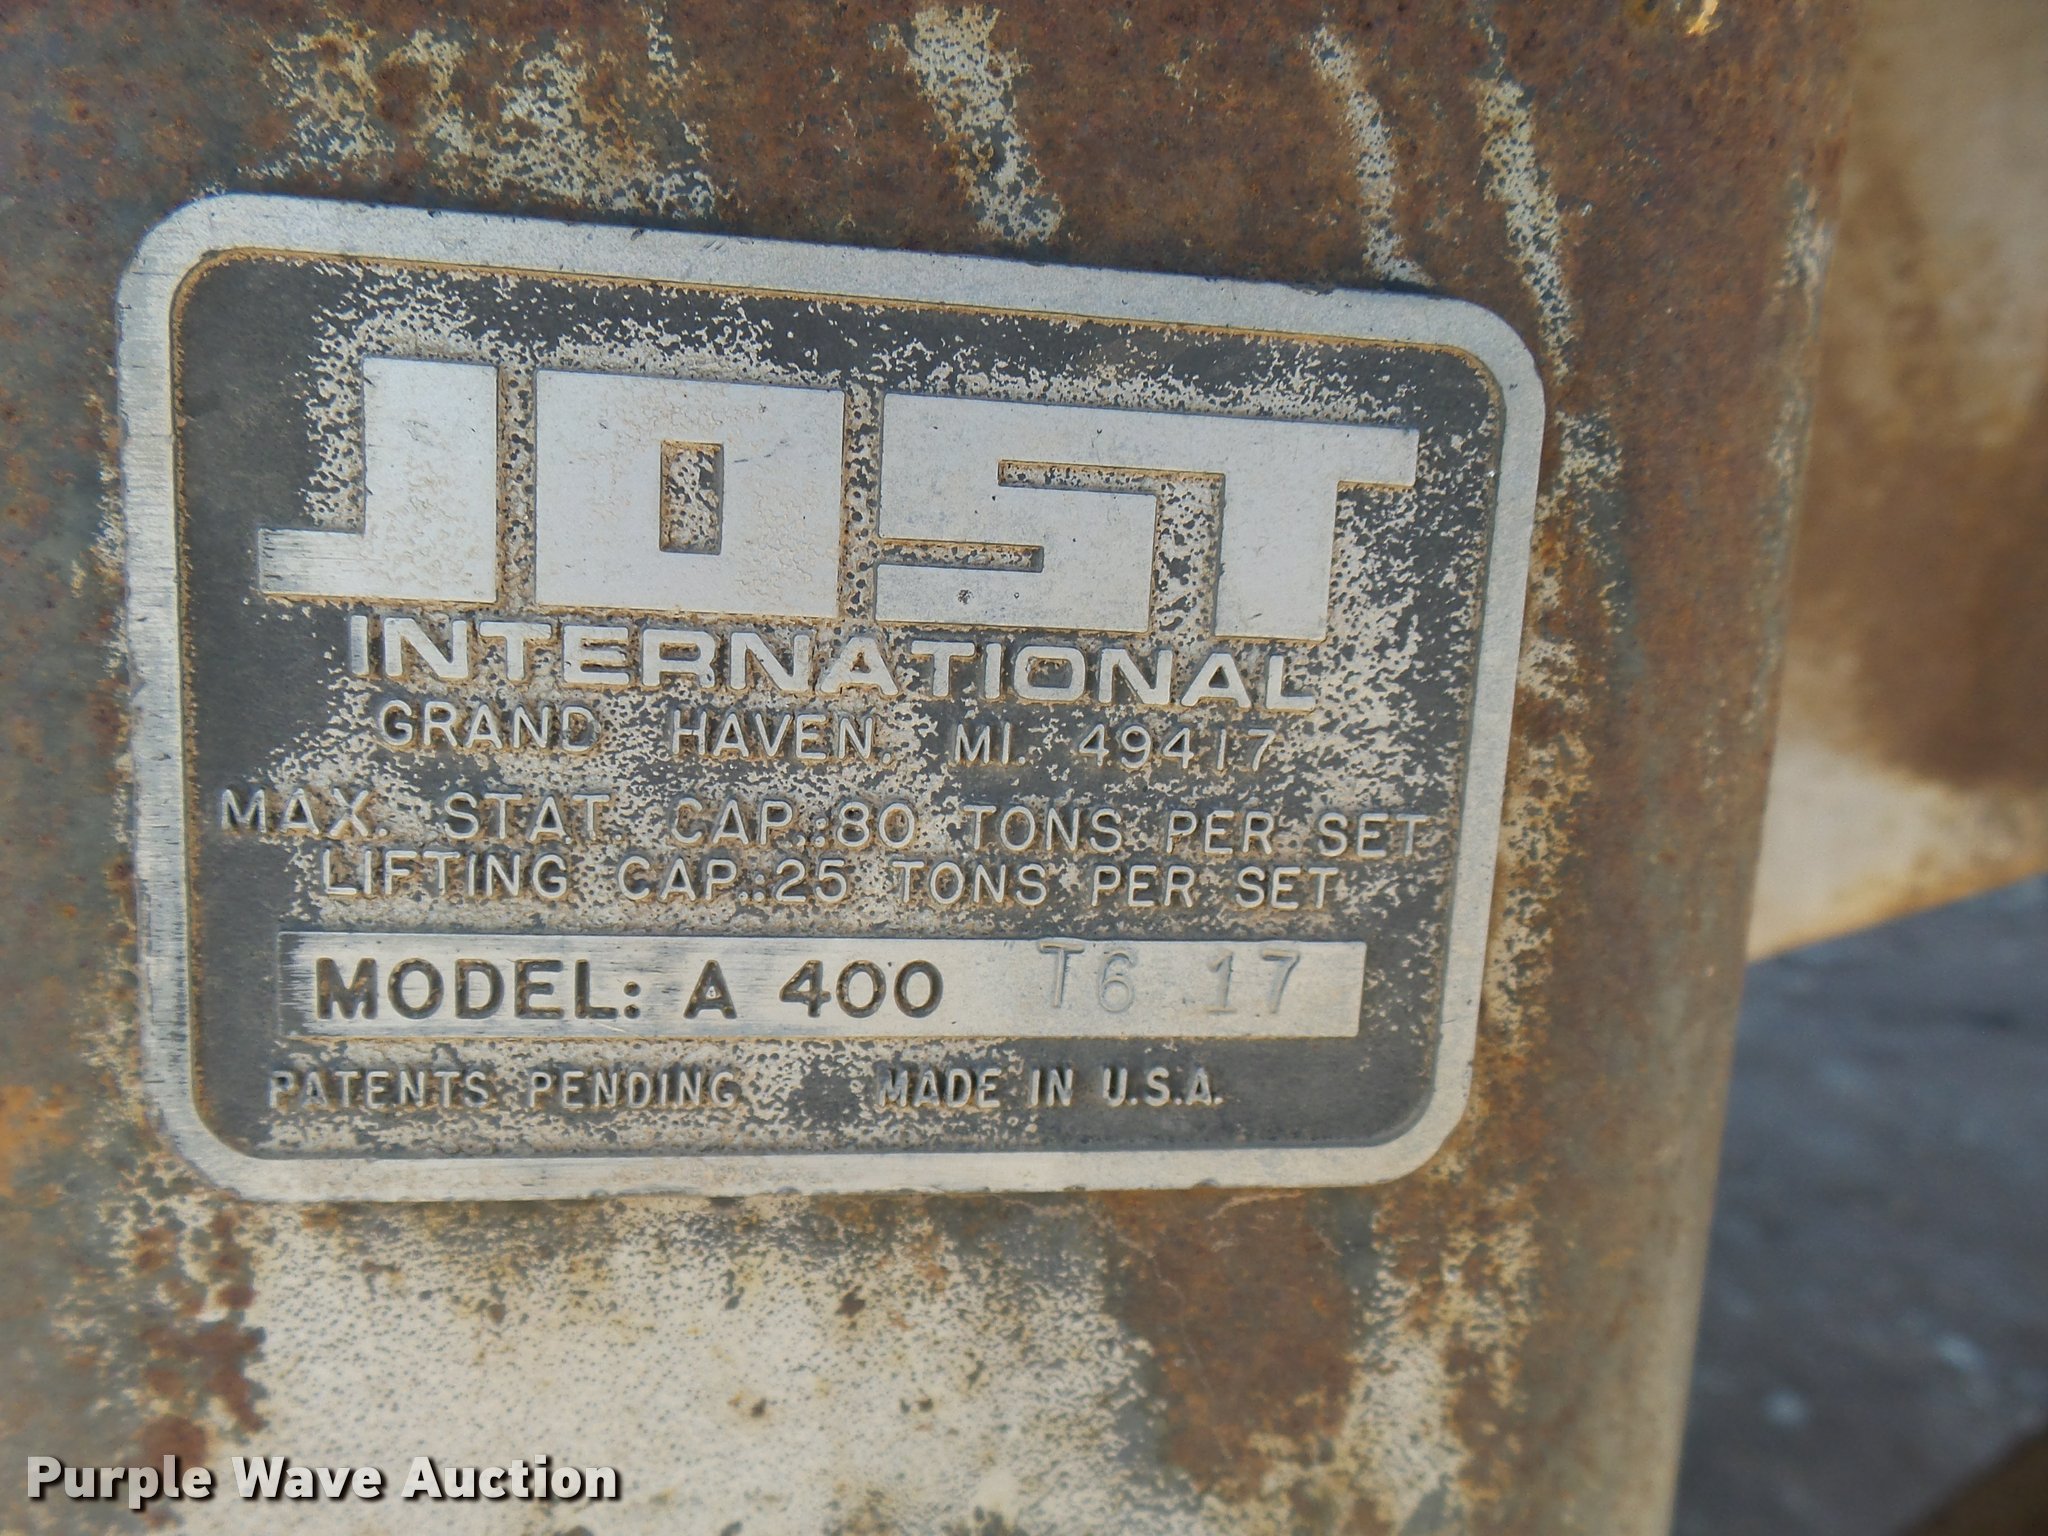 JOST
INTERNATIONAL
GRAND HAVEN, MI. 49417
MAX. STAT. CAP.:80 TONS PER SET
LIFTING CAP.:25 TONS PER SET
MODEL: A 400 T6 17
PATENTS PENDING MADE IN U.S.A.
Purple Wave Auction